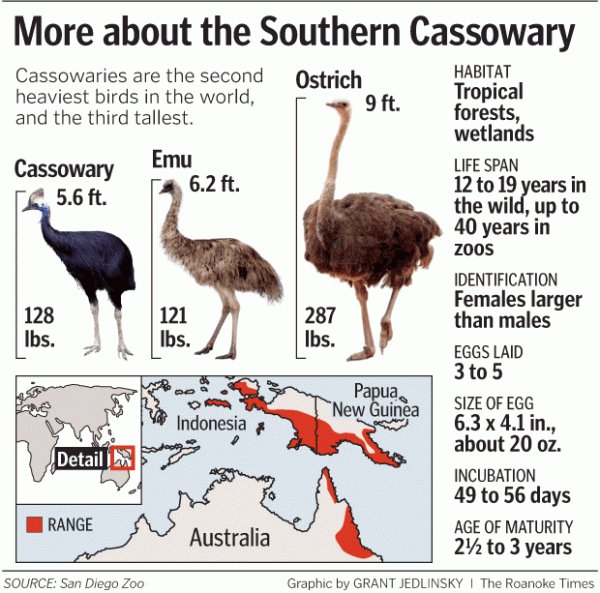 More about the Southern Cassowary
Cassowaries are the second
heaviest birds in the world,
and the third tallest.
Cassowary
5.6 ft.
128
lbs.
Emu
6.2 ft.
121
lbs.
Ostrich
9 ft.
287
lbs.
HABITAT
Tropical
forests,
wetlands
LIFE SPAN
12 to 19 years in
the wild, up to
40 years in
zoos
IDENTIFICATION
Females larger
than males
EGGS LAID
3 to 5
SIZE OF EGG
6.3 x 4.1 in.,
about 20 oz.
INCUBATION
49 to 56 days
AGE OF MATURITY
2½ to 3 years
Detail
RANGE
Indonesia
Papua
New Guinea
Australia
SOURCE: San Diego Zoo
Graphic by GRANT JEDLINSKY | The Roanoke Times